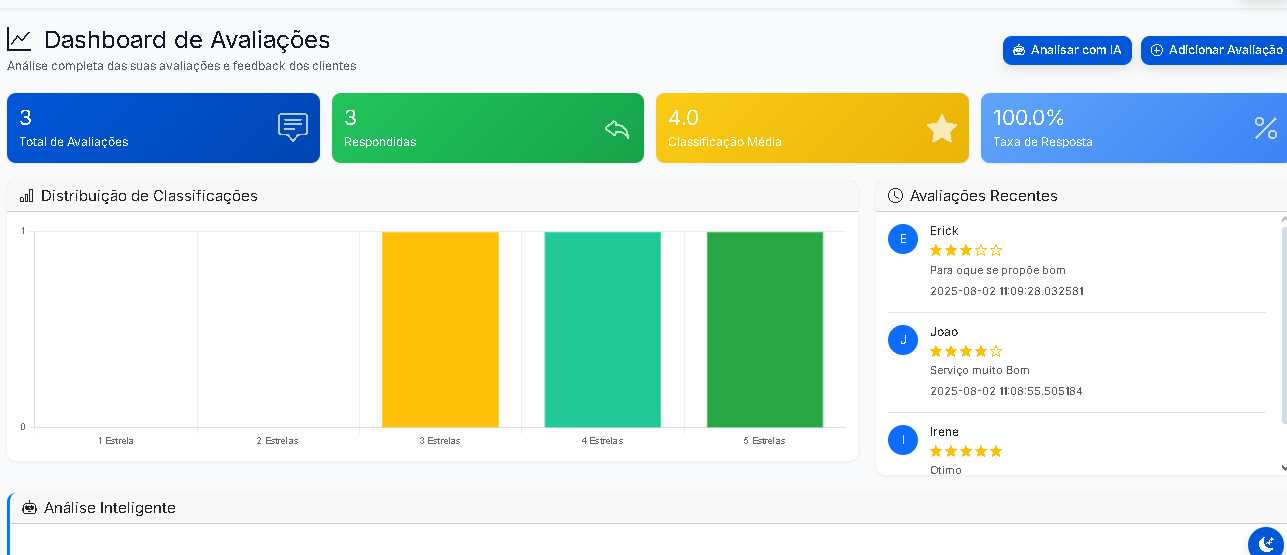 Dashboard de Avaliações
Análise completa das suas avaliações e feedback dos clientes
Analisar com IA
Adicionar Avaliação
3
Total de Avaliações
3
Respondidas
4.0
Classificação Média
100.0%
Taxa de Resposta
Distribuição de Classificações
1
0
1 Estrela
2 Estrelas
3 Estrelas
4 Estrelas
5 Estrelas
Avaliações Recentes
E
Erick
Para oque se propõe bom
2025-08-02 11:09:28.032581
J
Joao
Serviço muito Bom
2025-08-02 11:08:55.505184
I
Irene
Otimo
Análise Inteligente